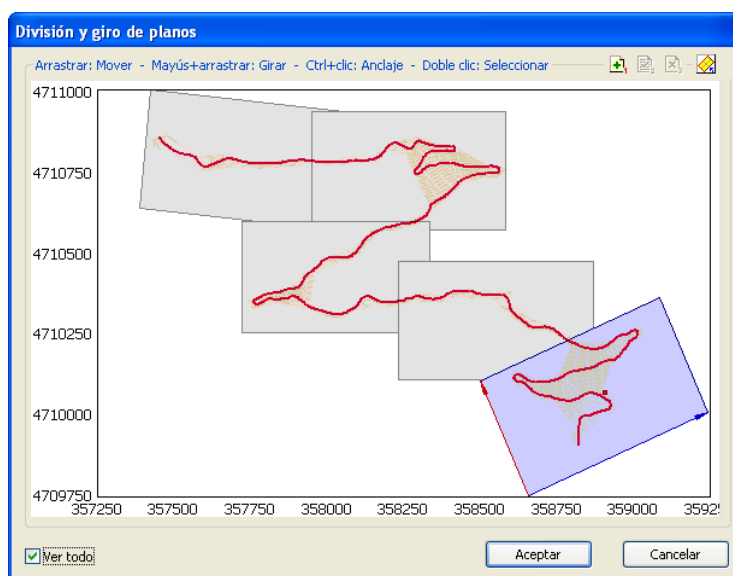 División y giro de planos
Arrastrar: Mover - Mayús+arrastrar: Girar - Ctrl+clic: Anclaje - Doble clic: Seleccionar
4711000
4710750
4710500
4710250
4710000
4709750
357250 357500 357750 358000 358250 358500 358750 359000 3592
Ver todo
Aceptar Cancelar